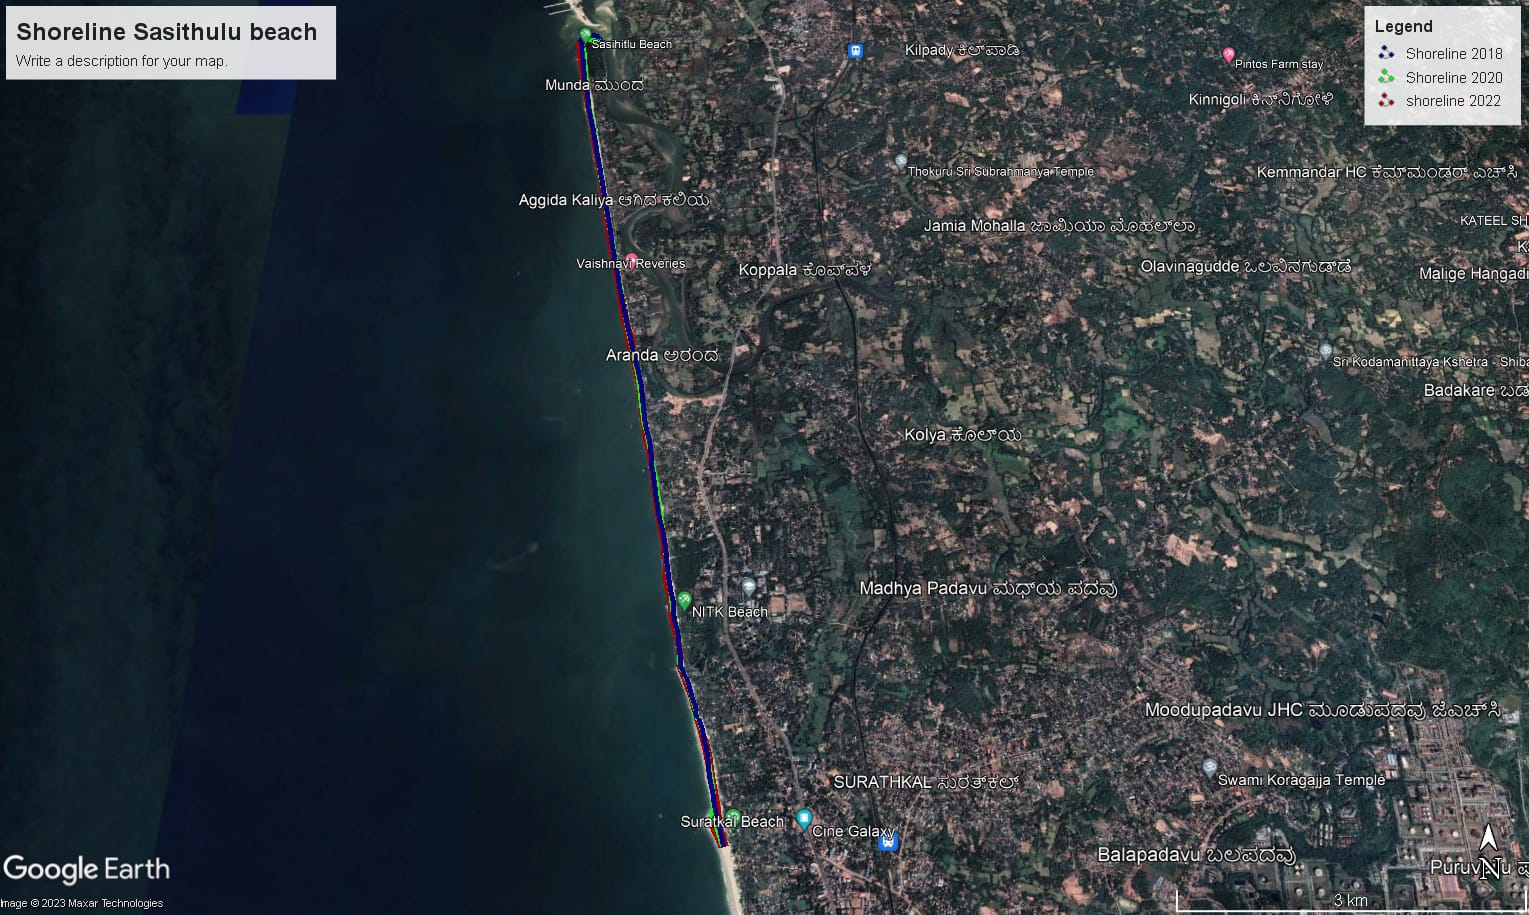 Shoreline Sasithulu beach
Write a description for your map.
Legend
Shoreline 2018
Shoreline 2020
shoreline 2022
Sasihitlu Beach
Kilpady ಕಿಲ್‌ಪಾಡಿ
Pintos Farm stay
Munda ಮುಂದ
Kinnigoli ಕಿನ್‌ನಿಗೋಳಿ
Thokuru Sri Subrahmanya Temple
Kemmandar HC ಕೆಮ್‌ಮಂಡರ್ ಎಚ್‌ಸಿ
Aggida Kaliya ಆಗಿದ ಕಲಿಯ
KATEEL SH
Jamia Mohalla ಜಾಮಿಯಾ ಮೊಹಲ್‌ಲಾ
Vaishnavi Reveries
Koppala ಕೊಪ್‌ಪಳ
Olavinagudde ಒಲವಿನಗುಡ್‌ಡೆ
Malige Hangadi
Aranda ಅರಂದ
Sri Kodamanittaya Kshetra - Shiba
Badakare ಬಡ
Kolya ಕೊಲ್‌ಯ
Madhya Padavu ಮಧ್‌ಯ ಪದವು
NITK Beach
Moodupadavu JHC ಮೂಡುಪದವು ಜೆಎಚ್‌ಸಿ
SURATHKAL ಸುರತ್‌ಕಲ್
Swami Koragajja Temple
Suratkal Beach
Cine Galaxy
Balapadavu ಬಲಪದವು
N
Google Earth
3 km
Image © 2023 Maxar Technologies